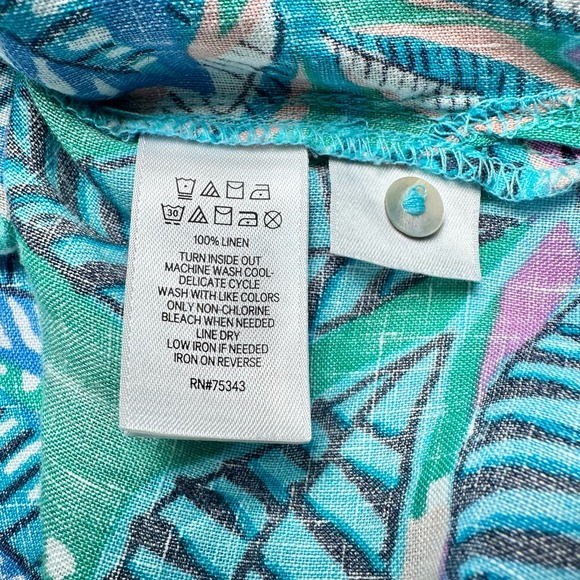 30
100% LINEN
TURN INSIDE OUT
MACHINE WASH COOL-
DELICATE CYCLE
WASH WITH LIKE COLORS
ONLY NON-CHLORINE
BLEACH WHEN NEEDED
LINE DRY
LOW IRON IF NEEDED
IRON ON REVERSE
RN#75343